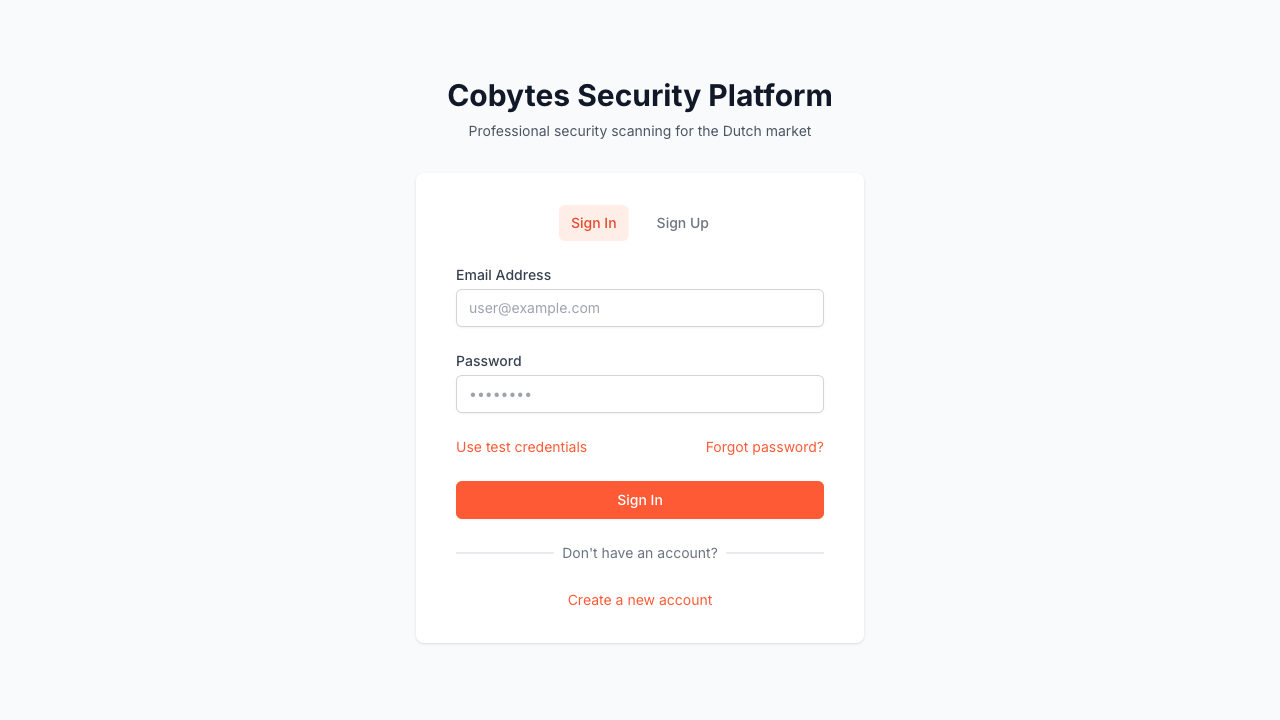 Cobytes Security Platform
Professional security scanning for the Dutch market
Sign In
Sign Up
Email Address
user@example.com
Password
••••••••
Use test credentials
Forgot password?
Sign In
Don't have an account?
Create a new account